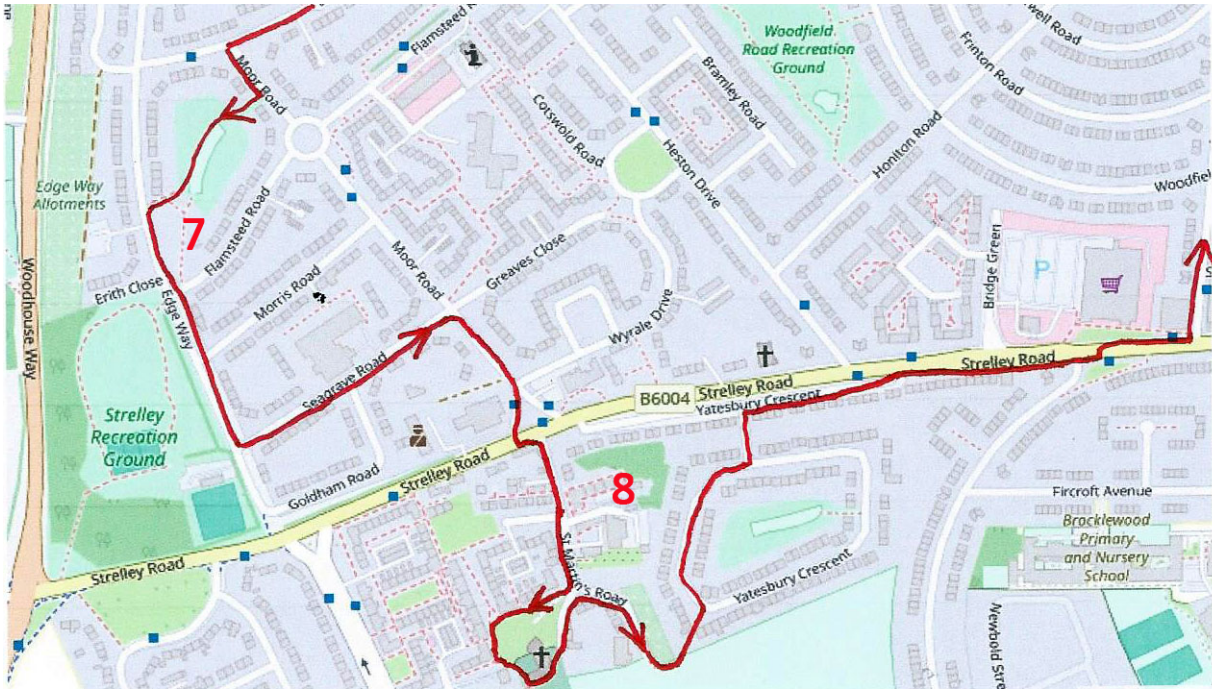 Woodfield
Road Recreation
Ground
Frinton Road
Flamsteed
Moor Road
Bramley Road
Cotswold Road
Heston Drive
Honiton Road
Edge Way
Allotments
7
Flamsteed Road
Woodhouse Way
Erith Close
Edge Way
Morris Road
Moor Road
Greaves Close
Wyrale Drive
Bridge Green
P
Strelley Road
Seagrave Road
B6004
Strelley Road
Yatesbury Crescent
Strelley
Recreation
Ground
Goldham Road
Strelley Road
8
Fircroft Avenue
Brocklewood
Primary
and Nursery
School
Strelley Road
St Martin's Road
Yatesbury Crescent